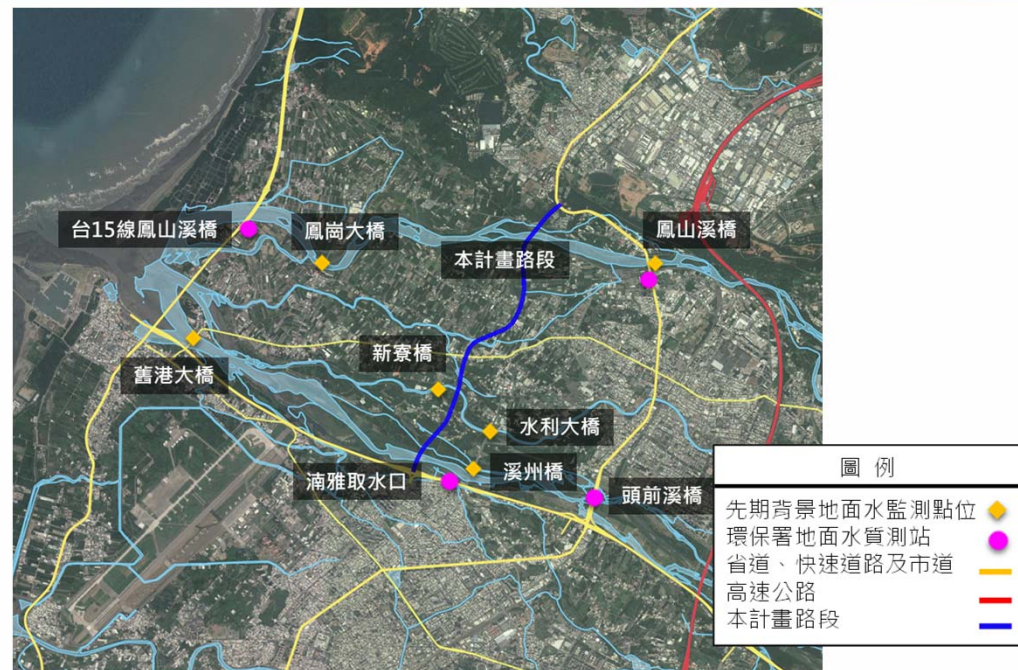 台15線鳳山溪橋
鳳崗大橋
本計畫路段
鳳山溪橋
舊港大橋
新寮橋
水利大橋
湳雅取水口
溪州橋
頭前溪橋
圖例
先期背景地面水監測點位
環保署地面水質測站
省道、快速道路及市道
高速公路
本計畫路段